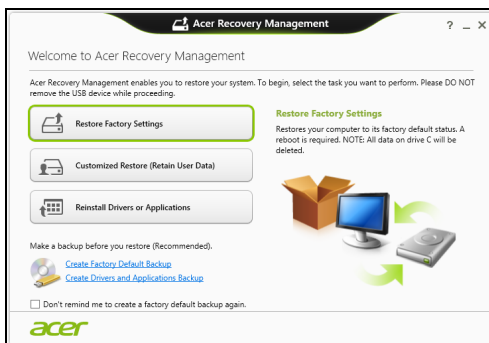 Acer Recovery Management
Welcome to Acer Recovery Management
Acer Recovery Management enables you to restore your system. To begin, select the task you want to perform. Please DO NOT
remove the USB device while proceeding.
Restore Factory Settings
Customized Restore (Retain User Data)
Reinstall Drivers or Applications
Restore Factory Settings
Restores your computer to its factory default status. A
reboot is required. NOTE: All data on drive C will be
deleted.
Make a backup before you restore (Recommended).
Create Factory Default Backup
Create Drivers and Applications Backup
Don't remind me to create a factory default backup again.
acer